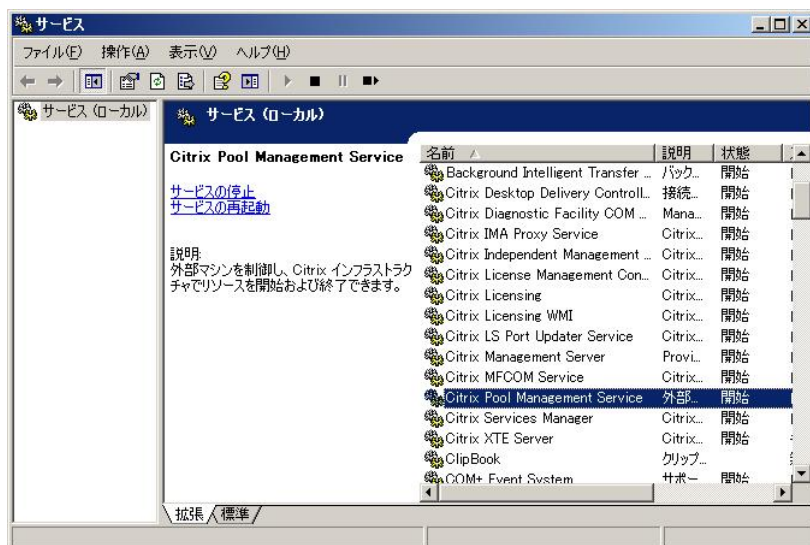 サービス
ファイル(F) 操作(A) 表示(V) ヘルプ(H)
サービス (ローカル)
サービス (ローカル)
Citrix Pool Management Service
サービスの停止
サービスの再起動
説明:
外部マシンを制御し、Citrix インフラストラク
チャでリソースを開始および終了できます。
名前 説明 状態
Background Intelligent Transfer ... バック... 開始
Citrix Desktop Delivery Controll... 接続... 開始
Citrix Diagnostic Facility COM ... Mana... 開始
Citrix IMA Proxy Service Citrix... 開始
Citrix Independent Management ... Citrix... 開始
Citrix License Management Con... Citrix... 開始
Citrix Licensing Citrix... 開始
Citrix Licensing WMI Citrix... 開始
Citrix LS Port Updater Service Citrix... 開始
Citrix Management Server Provi... 開始
Citrix MFCOM Service Citrix... 開始
Citrix Pool Management Service 外部... 開始
Citrix Services Manager Citrix... 開始
Citrix XTE Server Citrix... 開始
ClipBook クリップ...
COM+ Event System サポー... 開始
拡張 標準